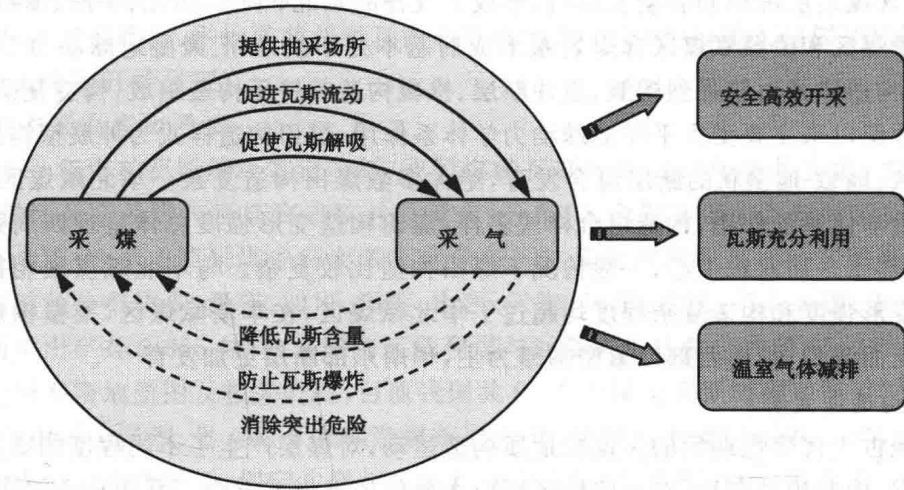 提供抽采场所
促进瓦斯流动
促使瓦斯解吸
采 煤
采 气
降低瓦斯含量
防止瓦斯爆炸
消除突出危险
安全高效开采
瓦斯充分利用
温室气体减排